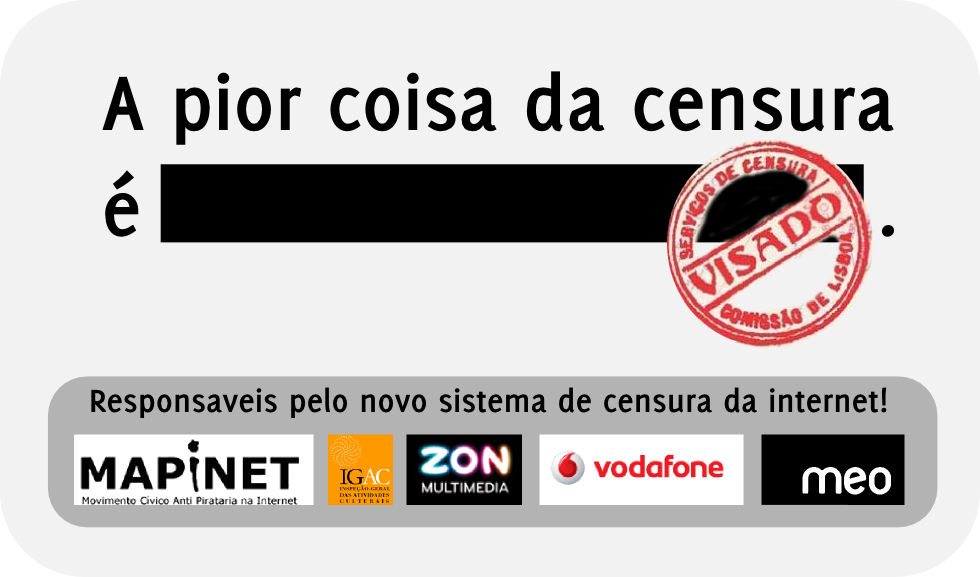 A pior coisa da censura
é .
SERVIÇOS DE CENSURA
VISADO
COMISSÃO DE LISBOA
Responsaveis pelo novo sistema de censura da internet!
MAPiNET
Movimento Cívico Anti Pirataria na Internet
IGAC
INSPEÇÃO-GERAL
DAS ATIVIDADES
CULTURAIS
ZON
MULTIMEDIA
vodafone
meo